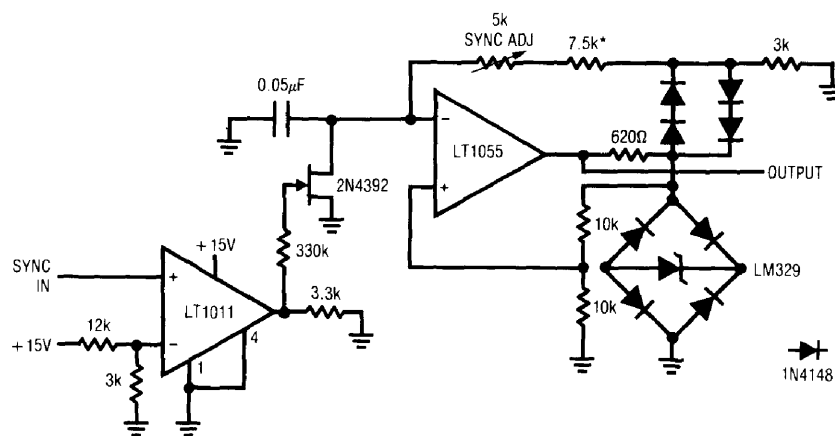 5k
SYNC ADJ
7.5k*
3k
0.05μF
−
LT1055
+
620Ω
OUTPUT
2N4392
10k
330k
+15V
LM329
SYNC
IN
+
LT1011
3.3k
10k
12k
+15V
−
4
1
3k
1N4148